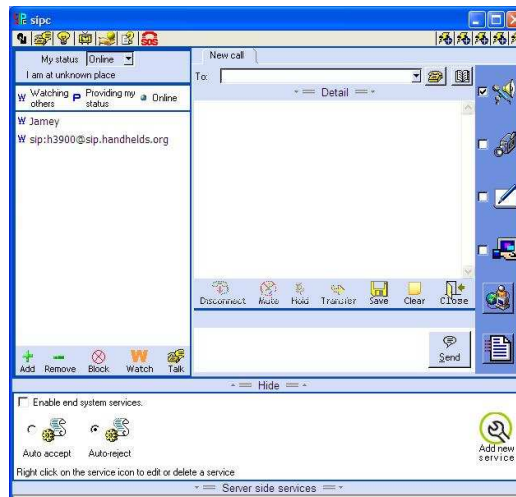 sipc
SOS
My status Online
I am at unknown place
W Watching others P Providing my status Online
W Jamey
W sip:h3900@sip.handhelds.org
Add Remove Block Watch Talk
New call
To:
Detail
Disconnect Mute Hold Transfer Save Clear Close
Send
Hide
Enable end system services.
Auto accept Auto-reject
Add new service
Right click on the service icon to edit or delete a service
Server side services